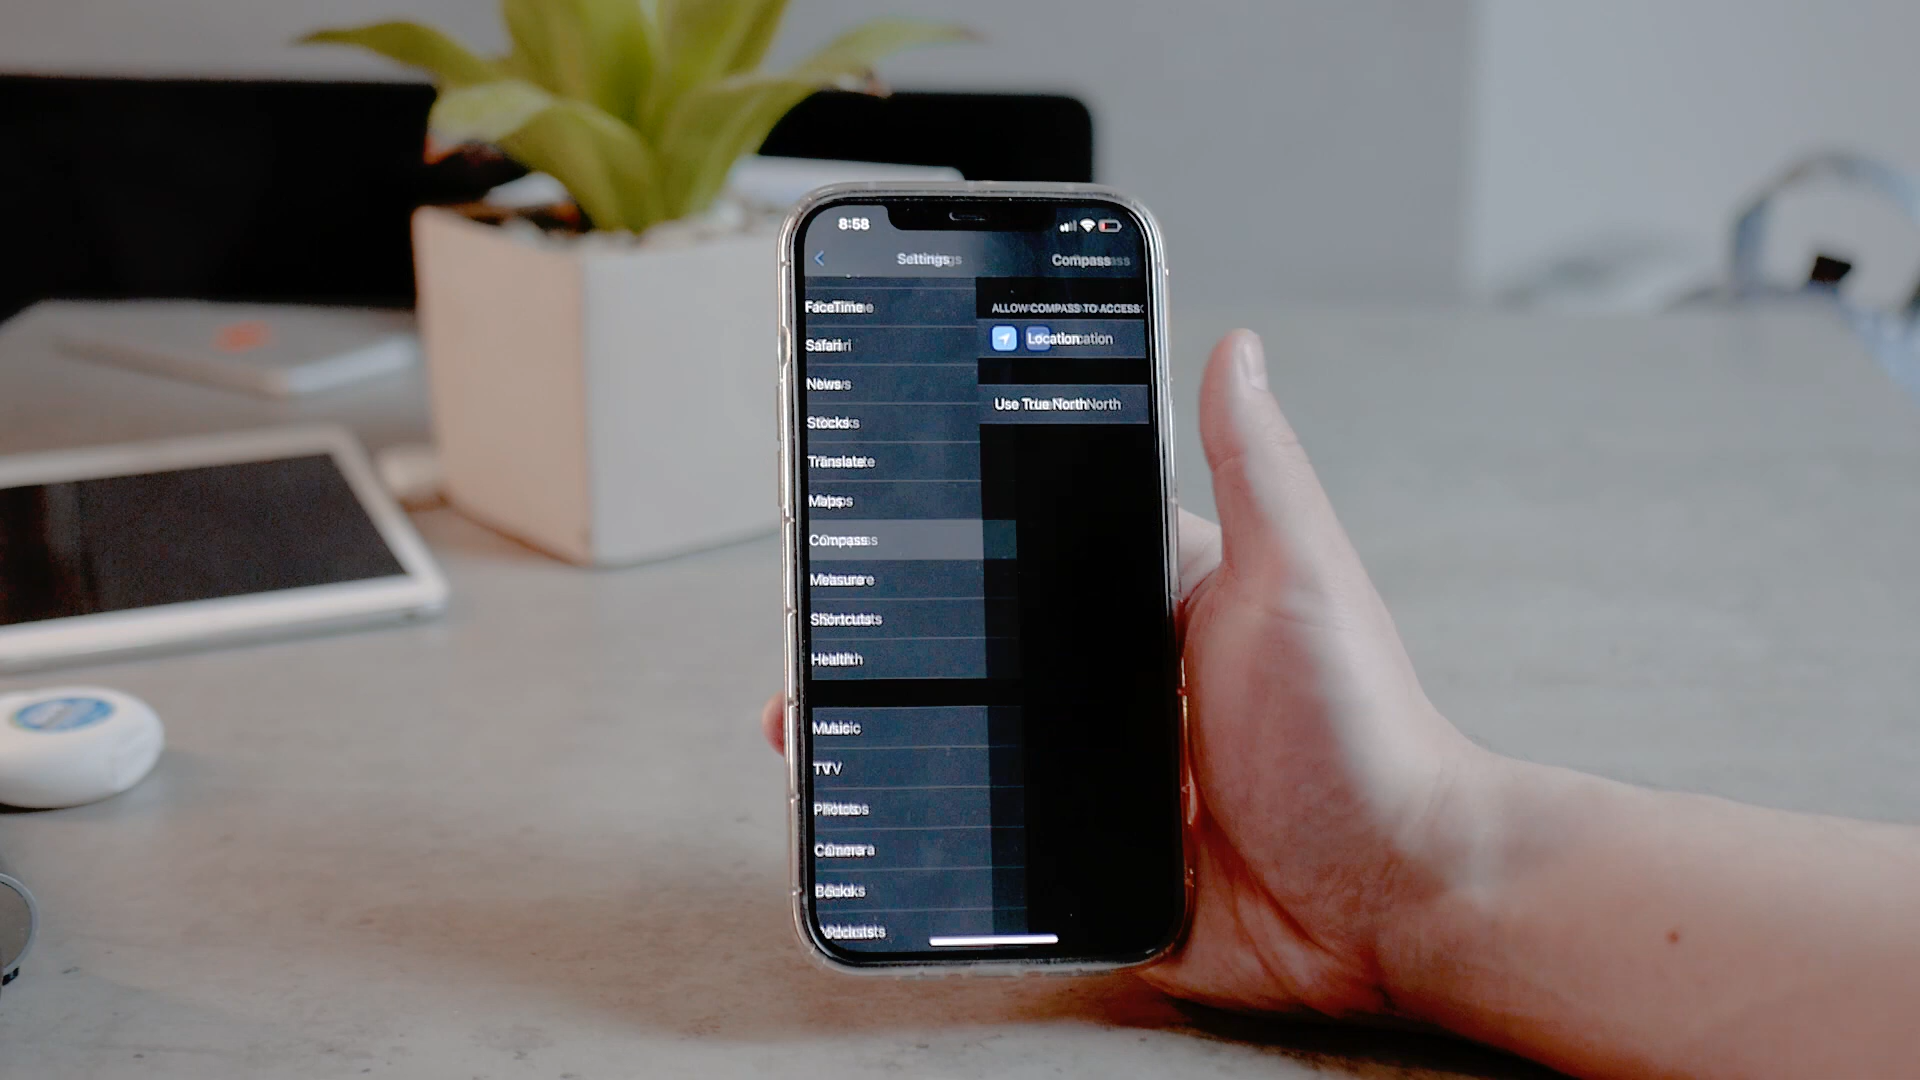 8:58
Settings
Compass
FaceTime
Safari
News
Stocks
Translate
Maps
Compass
Measure
Shortcuts
Health
Music
TV
Photos
Camera
Books
Podcasts
ALLOW COMPASS TO ACCESS
Location
Use True North